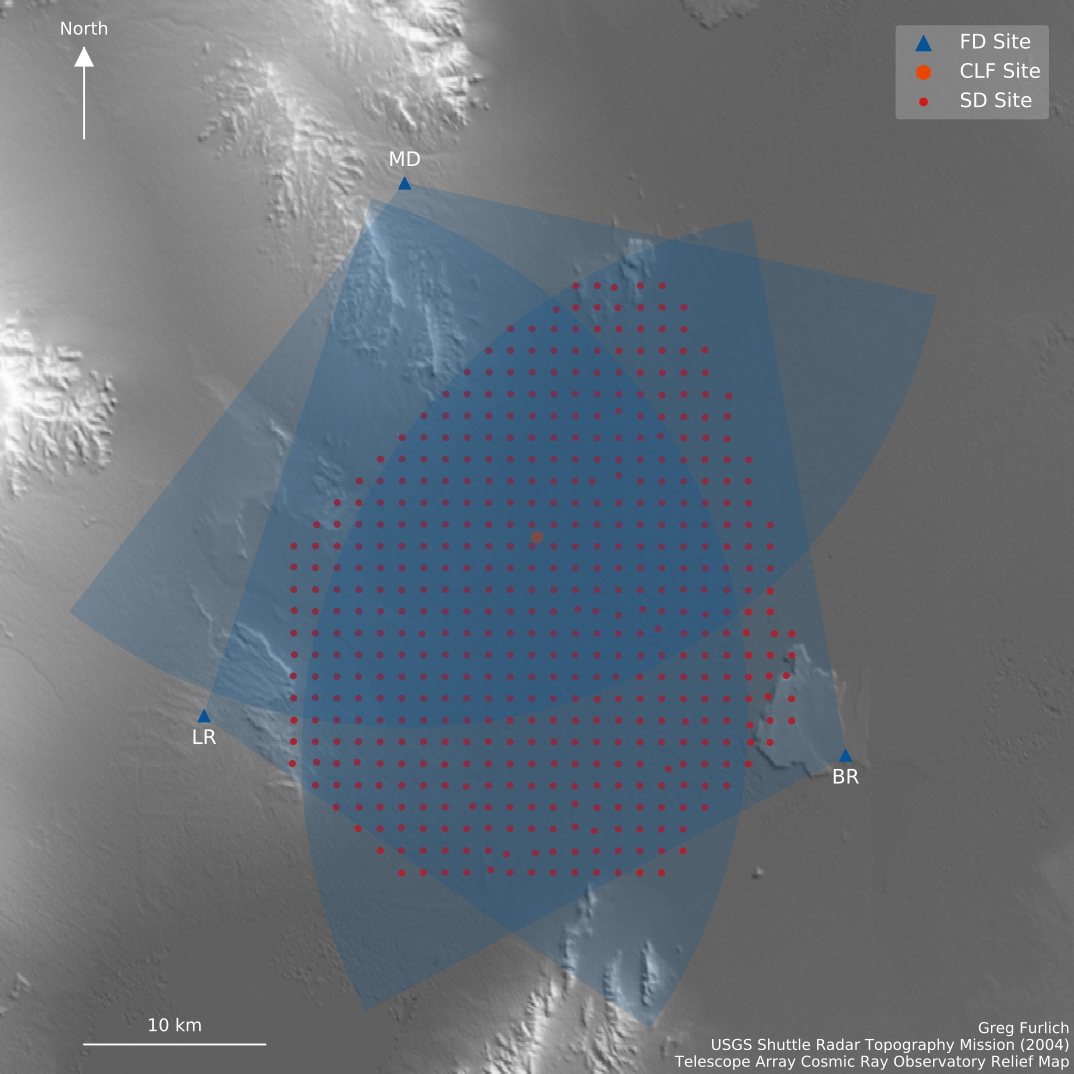 North
FD Site
CLF Site
SD Site
MD
LR
BR
10 km
Greg Furlich
USGS Shuttle Radar Topography Mission (2004)
Telescope Array Cosmic Ray Observatory Relief Map